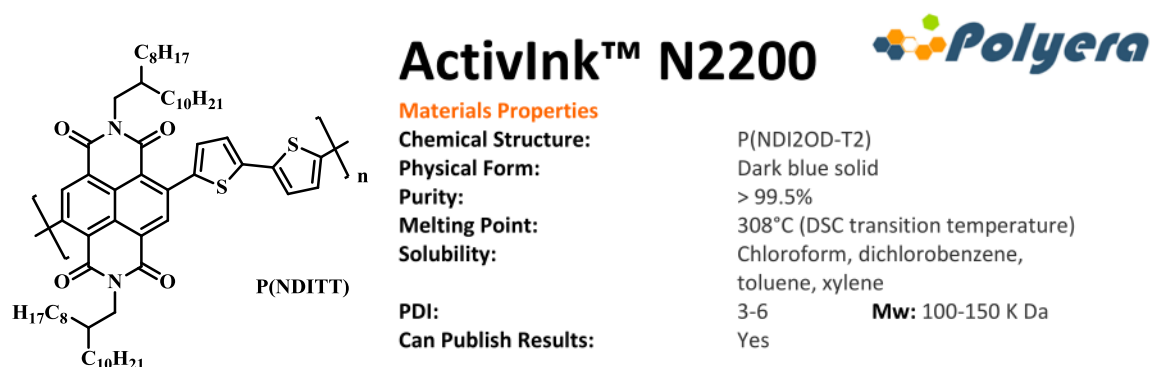 C8H17
C10H21
O N O
S
S
n
O N O
P(NDITT)
H17C8
C10H21
Polyera
ActivInk™ N2200
Materials Properties
Chemical Structure: P(NDI2OD-T2)
Physical Form: Dark blue solid
Purity: > 99.5%
Melting Point: 308°C (DSC transition temperature)
Solubility: Chloroform, dichlorobenzene,
toluene, xylene
PDI: 3-6 Mw: 100-150 K Da
Can Publish Results: Yes